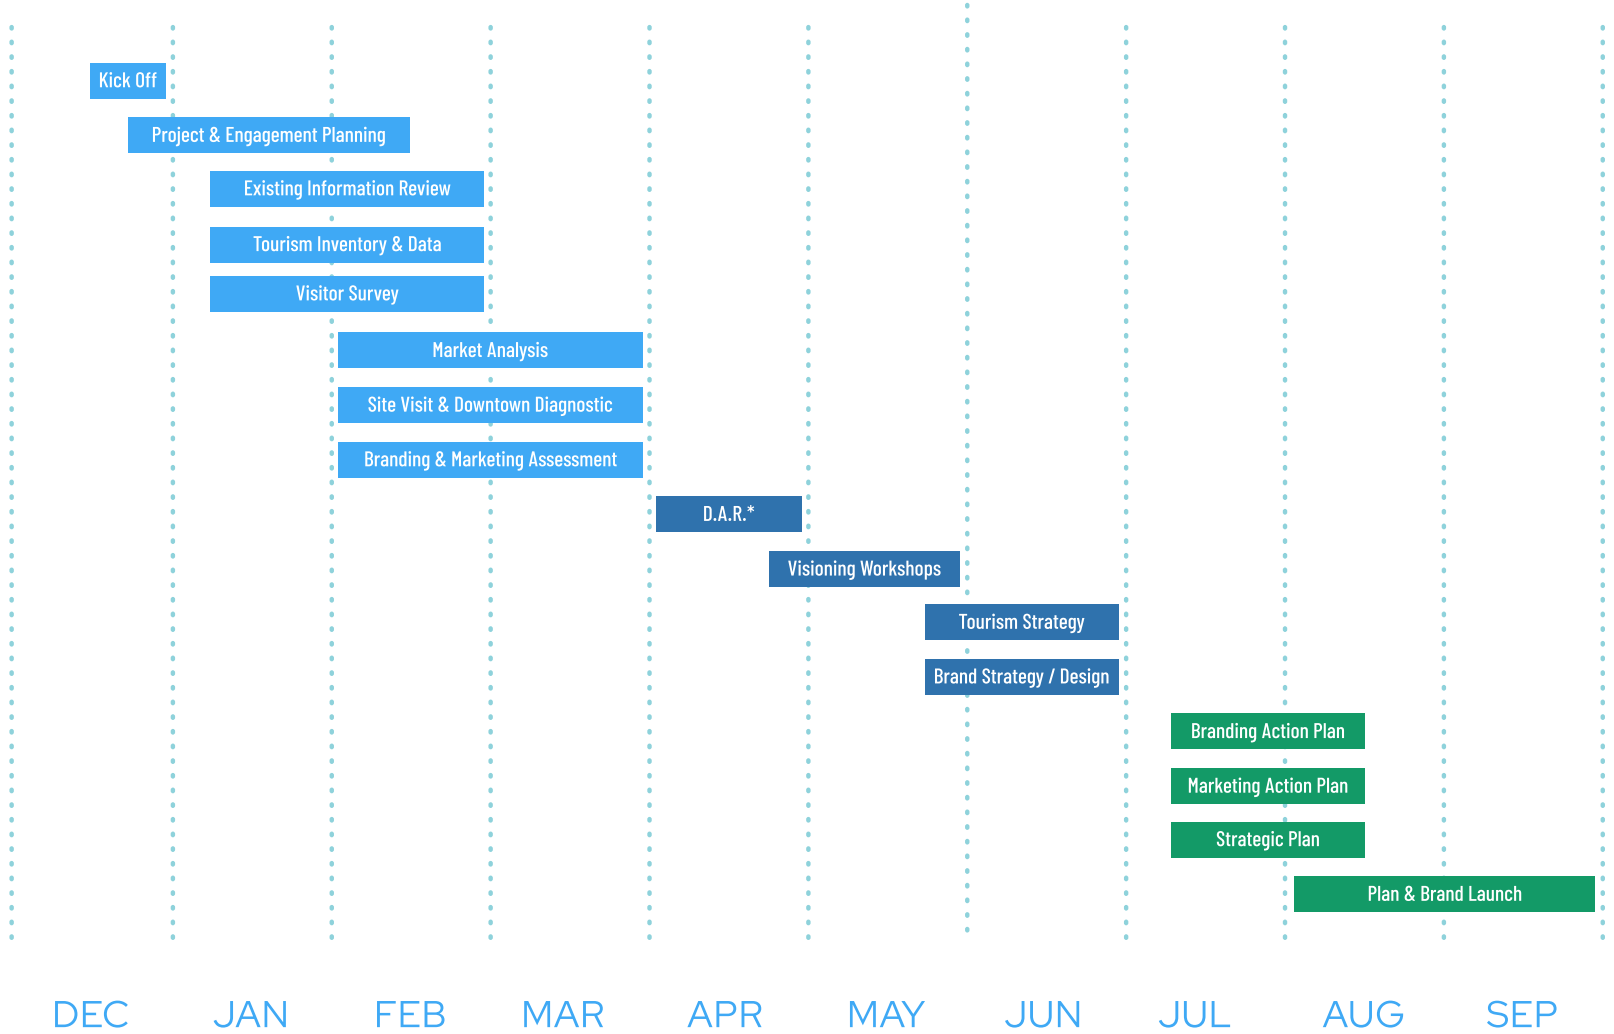 Kick Off
Project & Engagement Planning
Existing Information Review
Tourism Inventory & Data
Visitor Survey
Market Analysis
Site Visit & Downtown Diagnostic
Branding & Marketing Assessment
D.A.R.*
Visioning Workshops
Tourism Strategy
Brand Strategy / Design
Branding Action Plan
Marketing Action Plan
Strategic Plan
Plan & Brand Launch
DEC JAN FEB MAR APR MAY JUN JUL AUG SEP